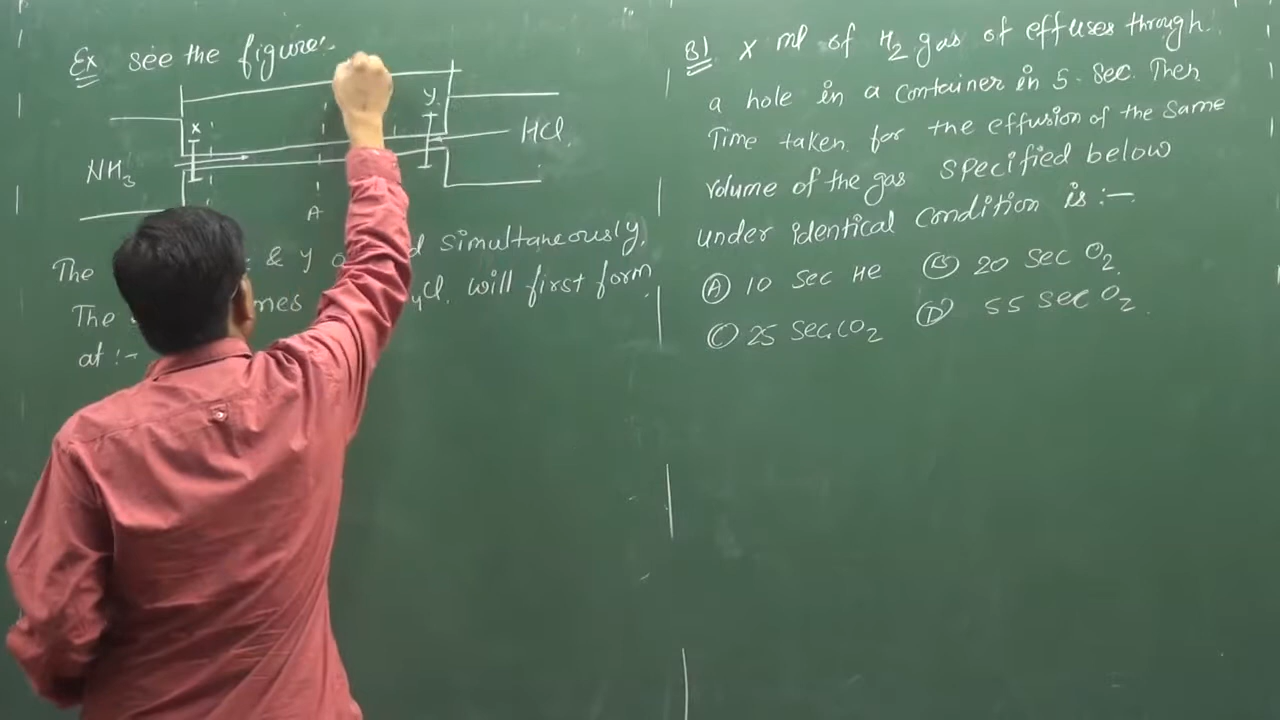 Ex see the figure:-
X
Y
HCl.
NH3
A
The & Y simultaneously.
The Cl. will first form
at :-
B) x ml of H2 gas of effuses through
a hole in a container in 5 sec. Then
Time taken for the effusion of the same
volume of the gas specified below
under identical condition is :-
(A) 10 sec He (B) 20 sec O2
(C) 25 sec. CO2 (D) 55 sec O2